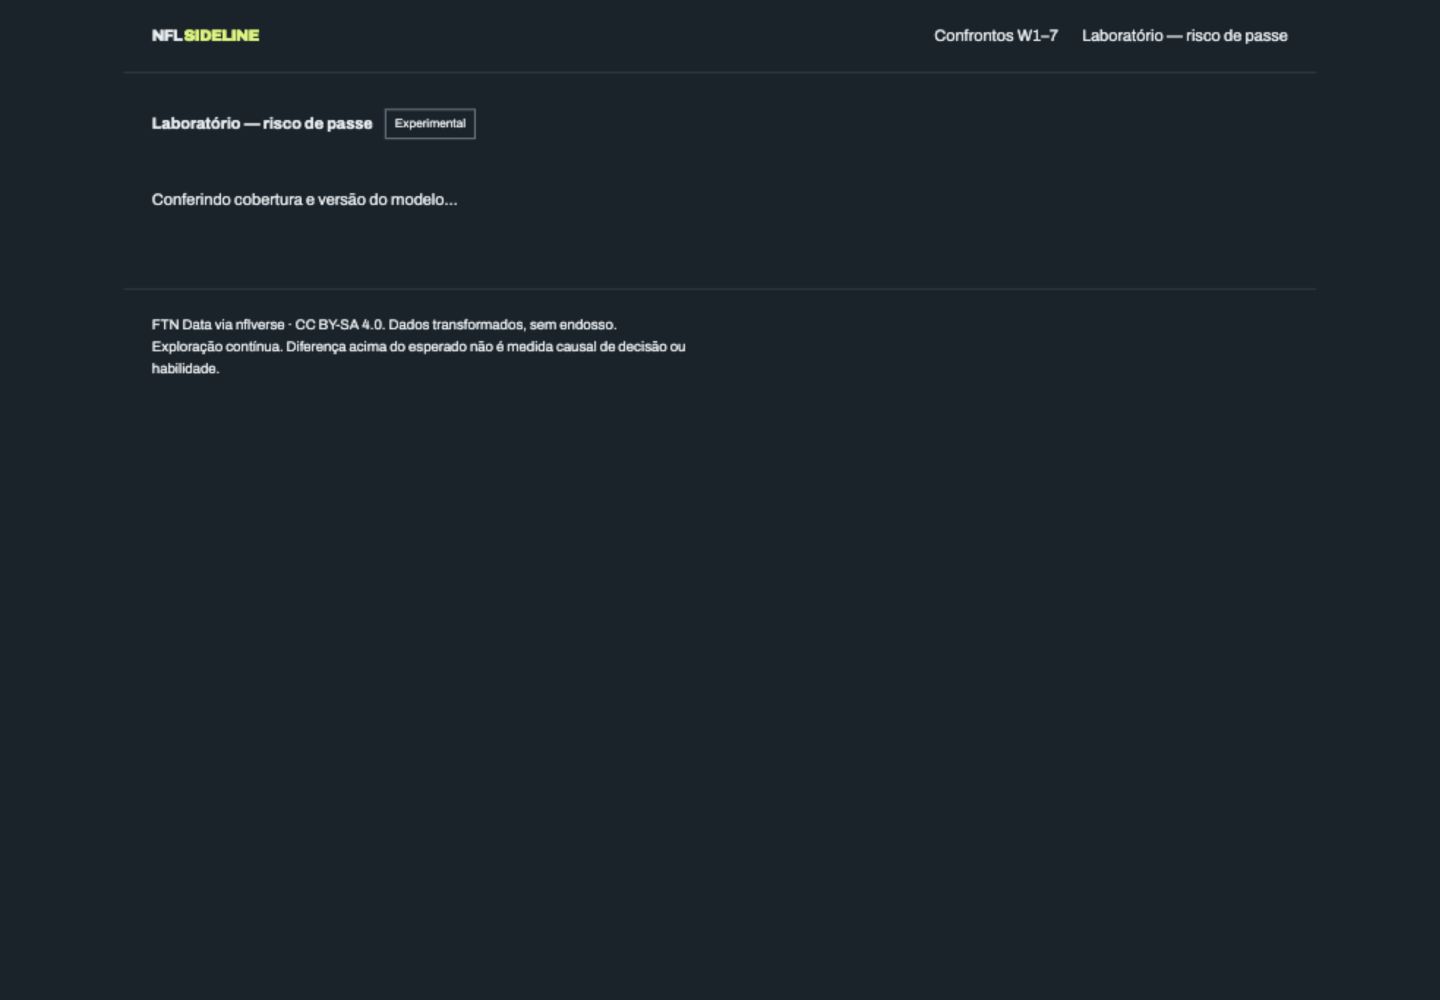 NFLSIDELINE
Confrontos W1–7
Laboratório — risco de passe
Laboratório — risco de passe
Experimental
Conferindo cobertura e versão do modelo...
FTN Data via nflverse · CC BY-SA 4.0. Dados transformados, sem endosso.
Exploração contínua. Diferença acima do esperado não é medida causal de decisão ou
habilidade.